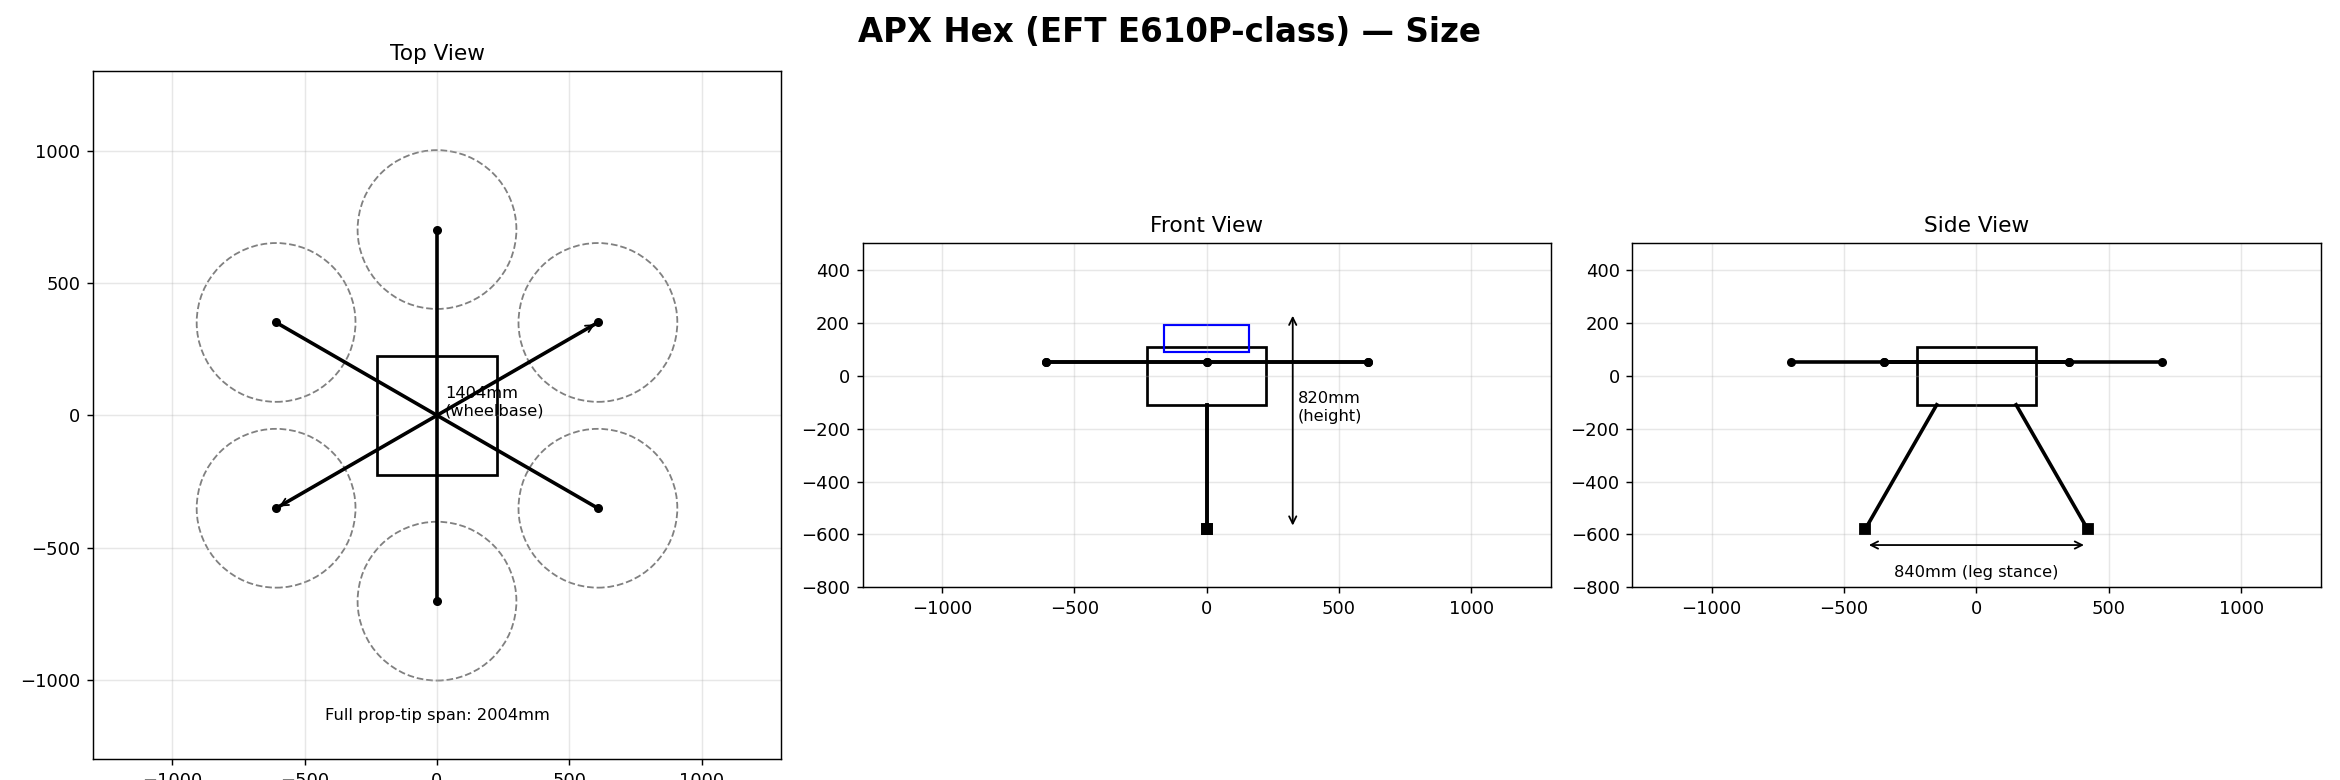 APX Hex (EFT E610P-class) — Size
Top View
1000
500
0
−500
−1000
1404mm
(wheelbase)
Full prop-tip span: 2004mm
−1000 −500 0 500 1000
Front View
400
200
0
−200
−400
−600
−800
820mm
(height)
−1000 −500 0 500 1000
Side View
400
200
0
−200
−400
−600
−800
840mm (leg stance)
−1000 −500 0 500 1000